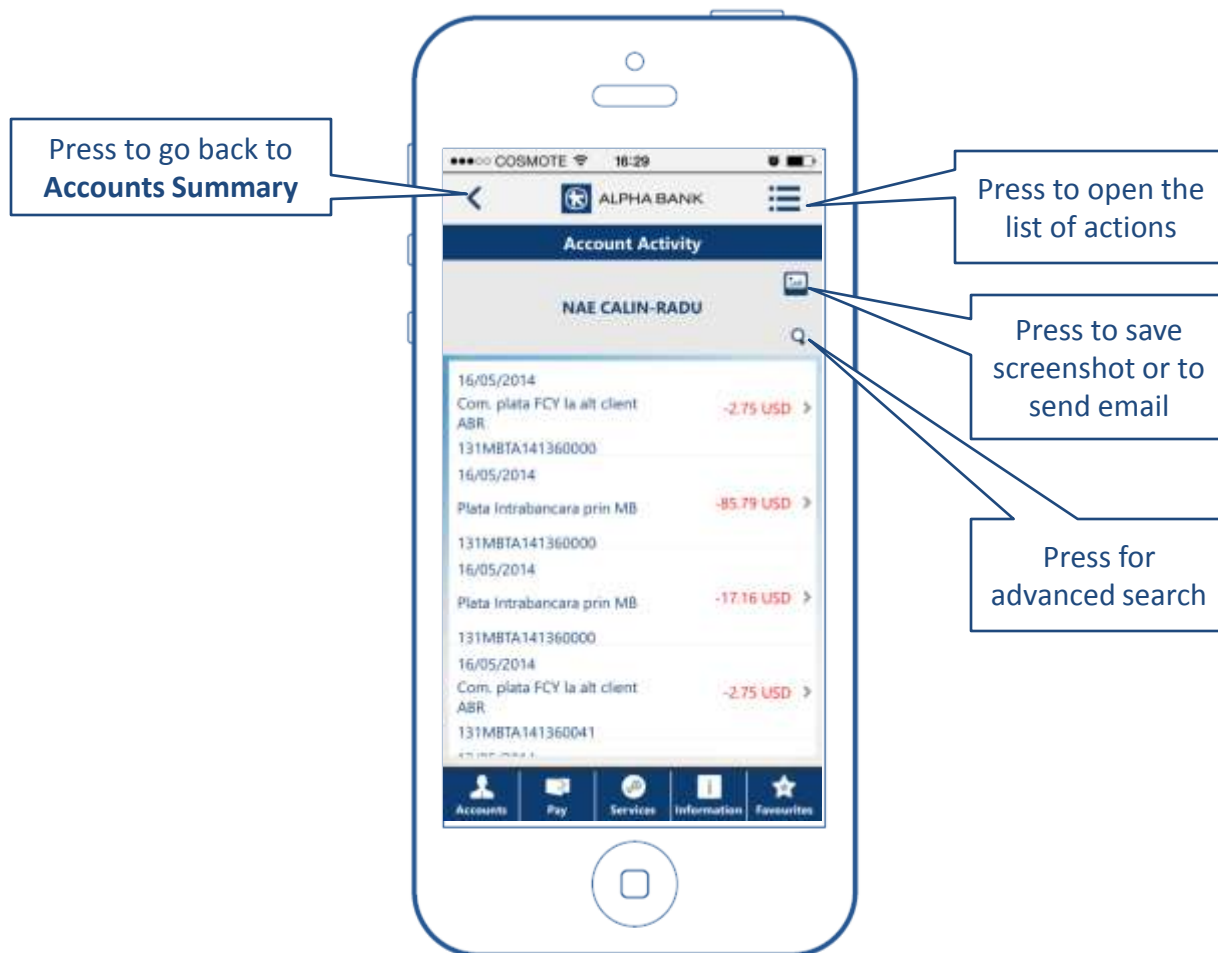 Press to go back to
Accounts Summary
COSMOTE 16:29
ALPHA BANK
Account Activity
NAE CALIN-RADU
16/05/2014
Com. plata FCY la alt client
ABR
-2.75 USD
131MBTA141360000
16/05/2014
Plata Intrabancara prin MB
-85.79 USD
131MBTA141360000
16/05/2014
Plata Intrabancara prin MB
-17.16 USD
131MBTA141360000
16/05/2014
Com. plata FCY la alt client
ABR
-2.75 USD
131MBTA141360041
Accounts Pay Services Information Favourites
Press to open the
list of actions
Press to save
screenshot or to
send email
Press for
advanced search